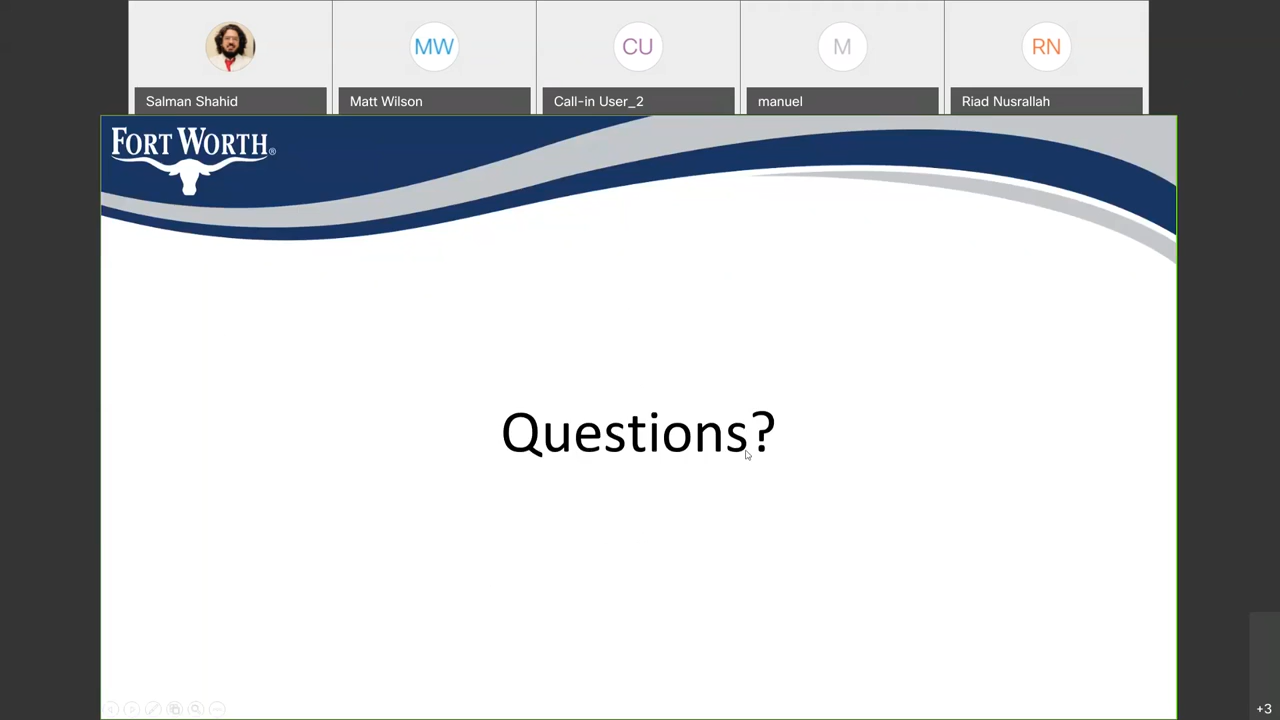 MW
CU
M
RN
Salman Shahid
Matt Wilson
Call-in User_2
manuel
Riad Nusrallah
FORT WORTH®
Questions?
+3